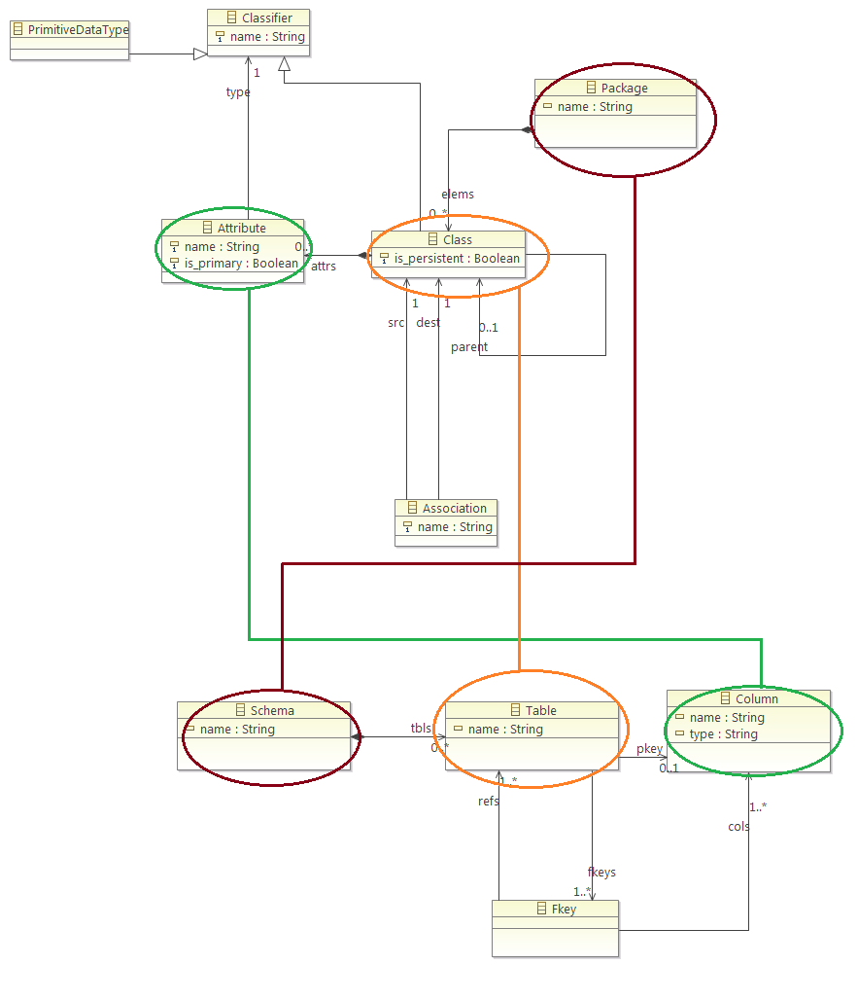 Classifier
name : String
PrimitiveDataType
1
type
Package
name : String
elems
0..*
Attribute
name : String
is_primary : Boolean
0..*
attrs
Class
is_persistent : Boolean
1
1
src
dest
0..1
parent
Association
name : String
Schema
name : String
tbls
0..*
Table
name : String
Column
name : String
type : String
pkey
0..1
1..*
refs
1..*
cols
fkeys
1..*
Fkey